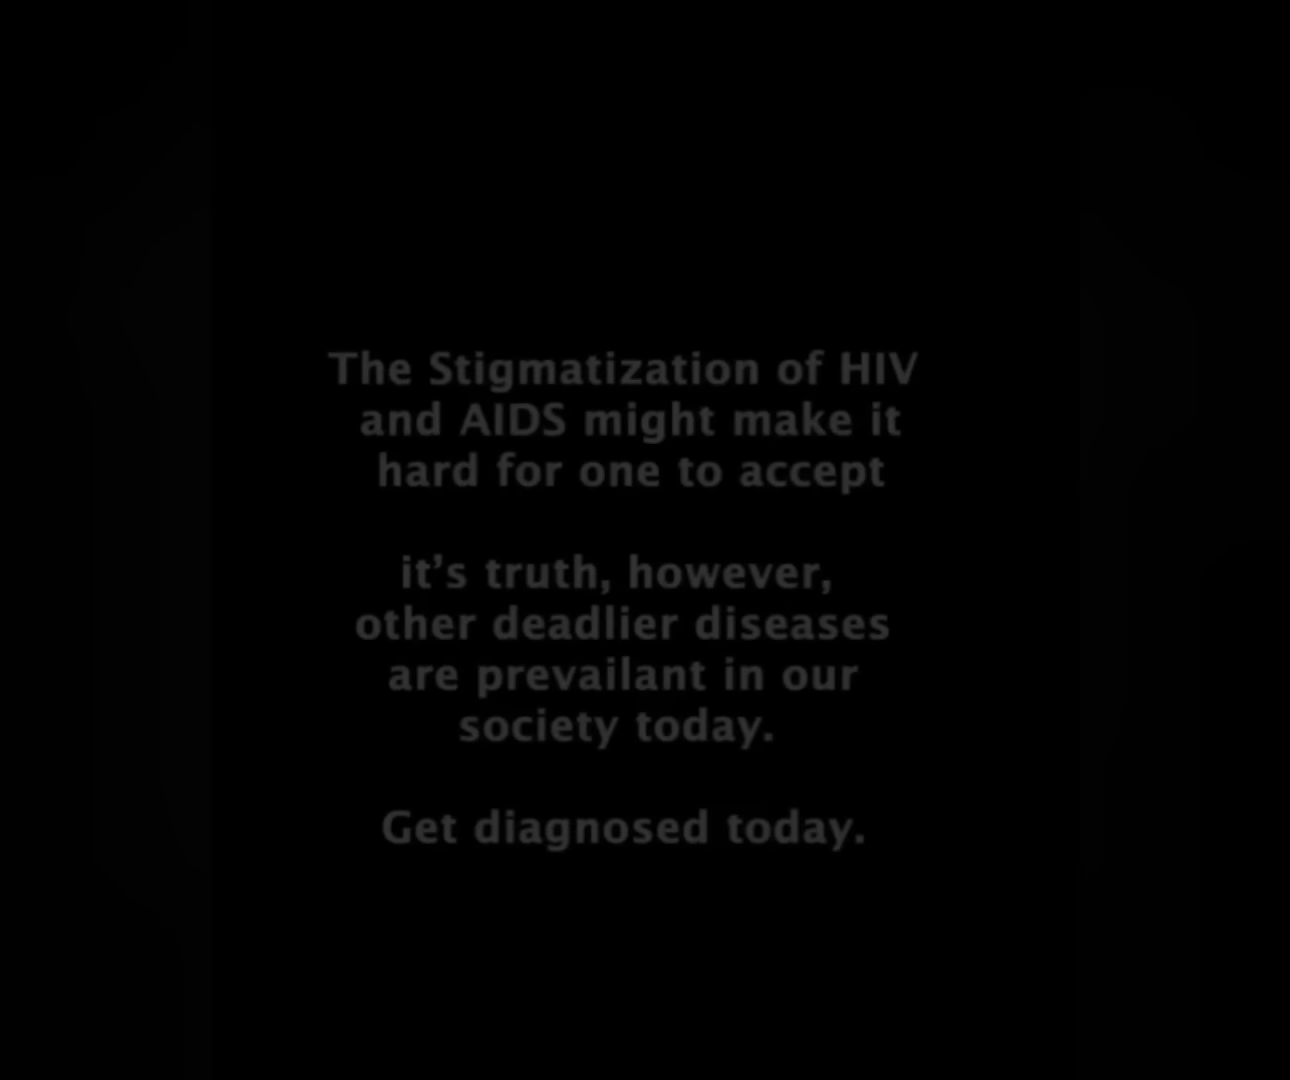 The Stigmatization of HIV
and AIDS might make it
hard for one to accept
it’s truth, however,
other deadlier diseases
are prevailant in our
society today.
Get diagnosed today.